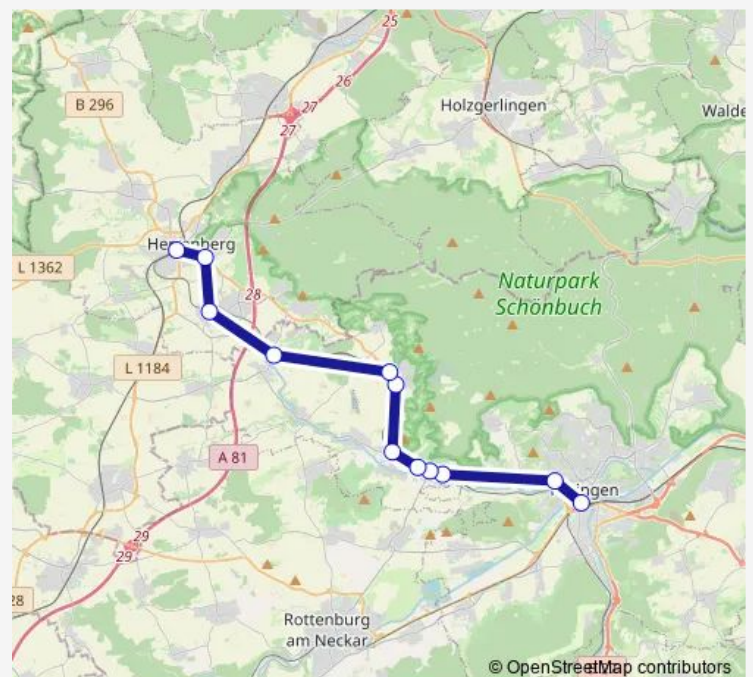 25
26
B 296
27
27
Holzgerlingen
Walde
L 1362
28
Naturpark
Schönbuch
L 1184
A 81
29
29
28
Rottenburg
am Neckar
© OpenStreetMap contributors